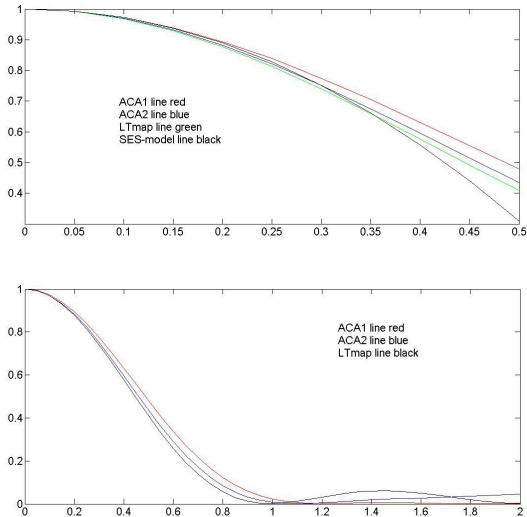 1
0.9
0.8
0.7
0.6
0.5
0.4
ACA1 line red
ACA2 line blue
LTmap line green
SES-model line black
0 0.05 0.1 0.15 0.2 0.25 0.3 0.35 0.4 0.45 0.5
1
0.8
0.6
0.4
0.2
0
ACA1 line red
ACA2 line blue
LTmap line black
0 0.2 0.4 0.6 0.8 1 1.2 1.4 1.6 1.8 2